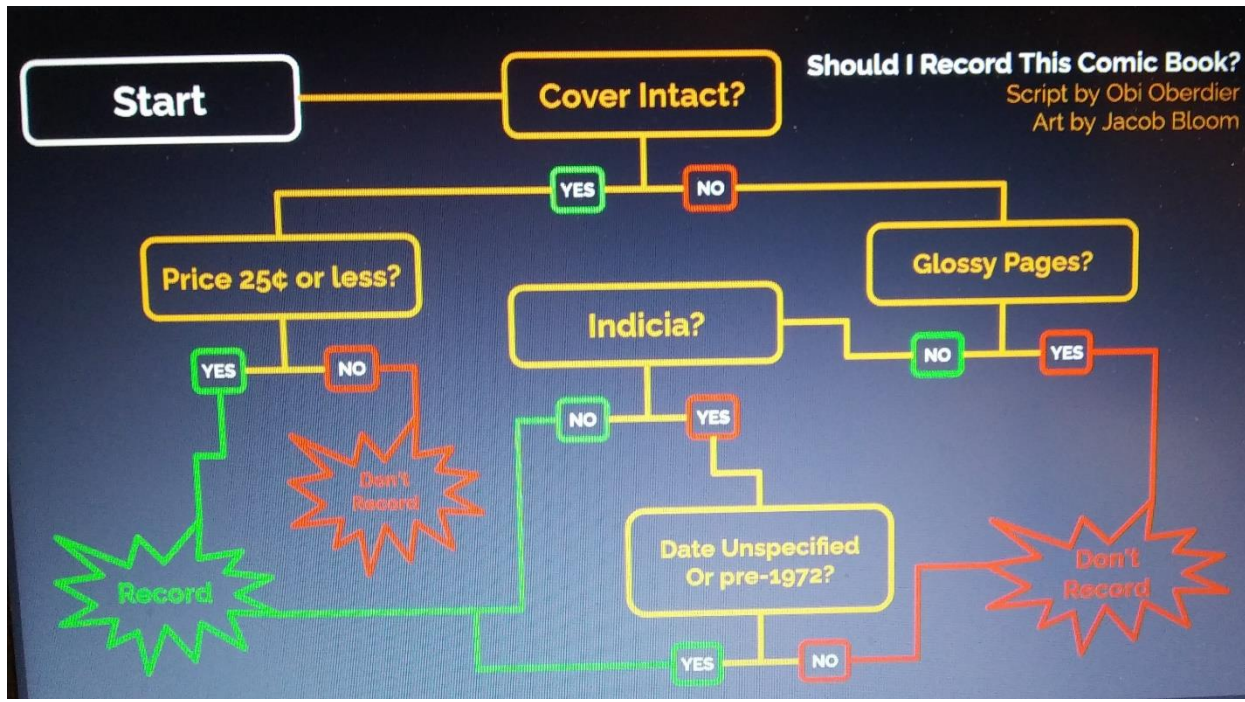 Should I Record This Comic Book?
Script by Obi Oberdier
Art by Jacob Bloom
Start
Cover Intact?
YES
NO
Price 25¢ or less?
Glossy Pages?
Indicia?
YES
NO
NO
YES
NO
YES
Don't
Record
Date Unspecified
Or pre-1972?
Record
Don't
Record
YES
NO